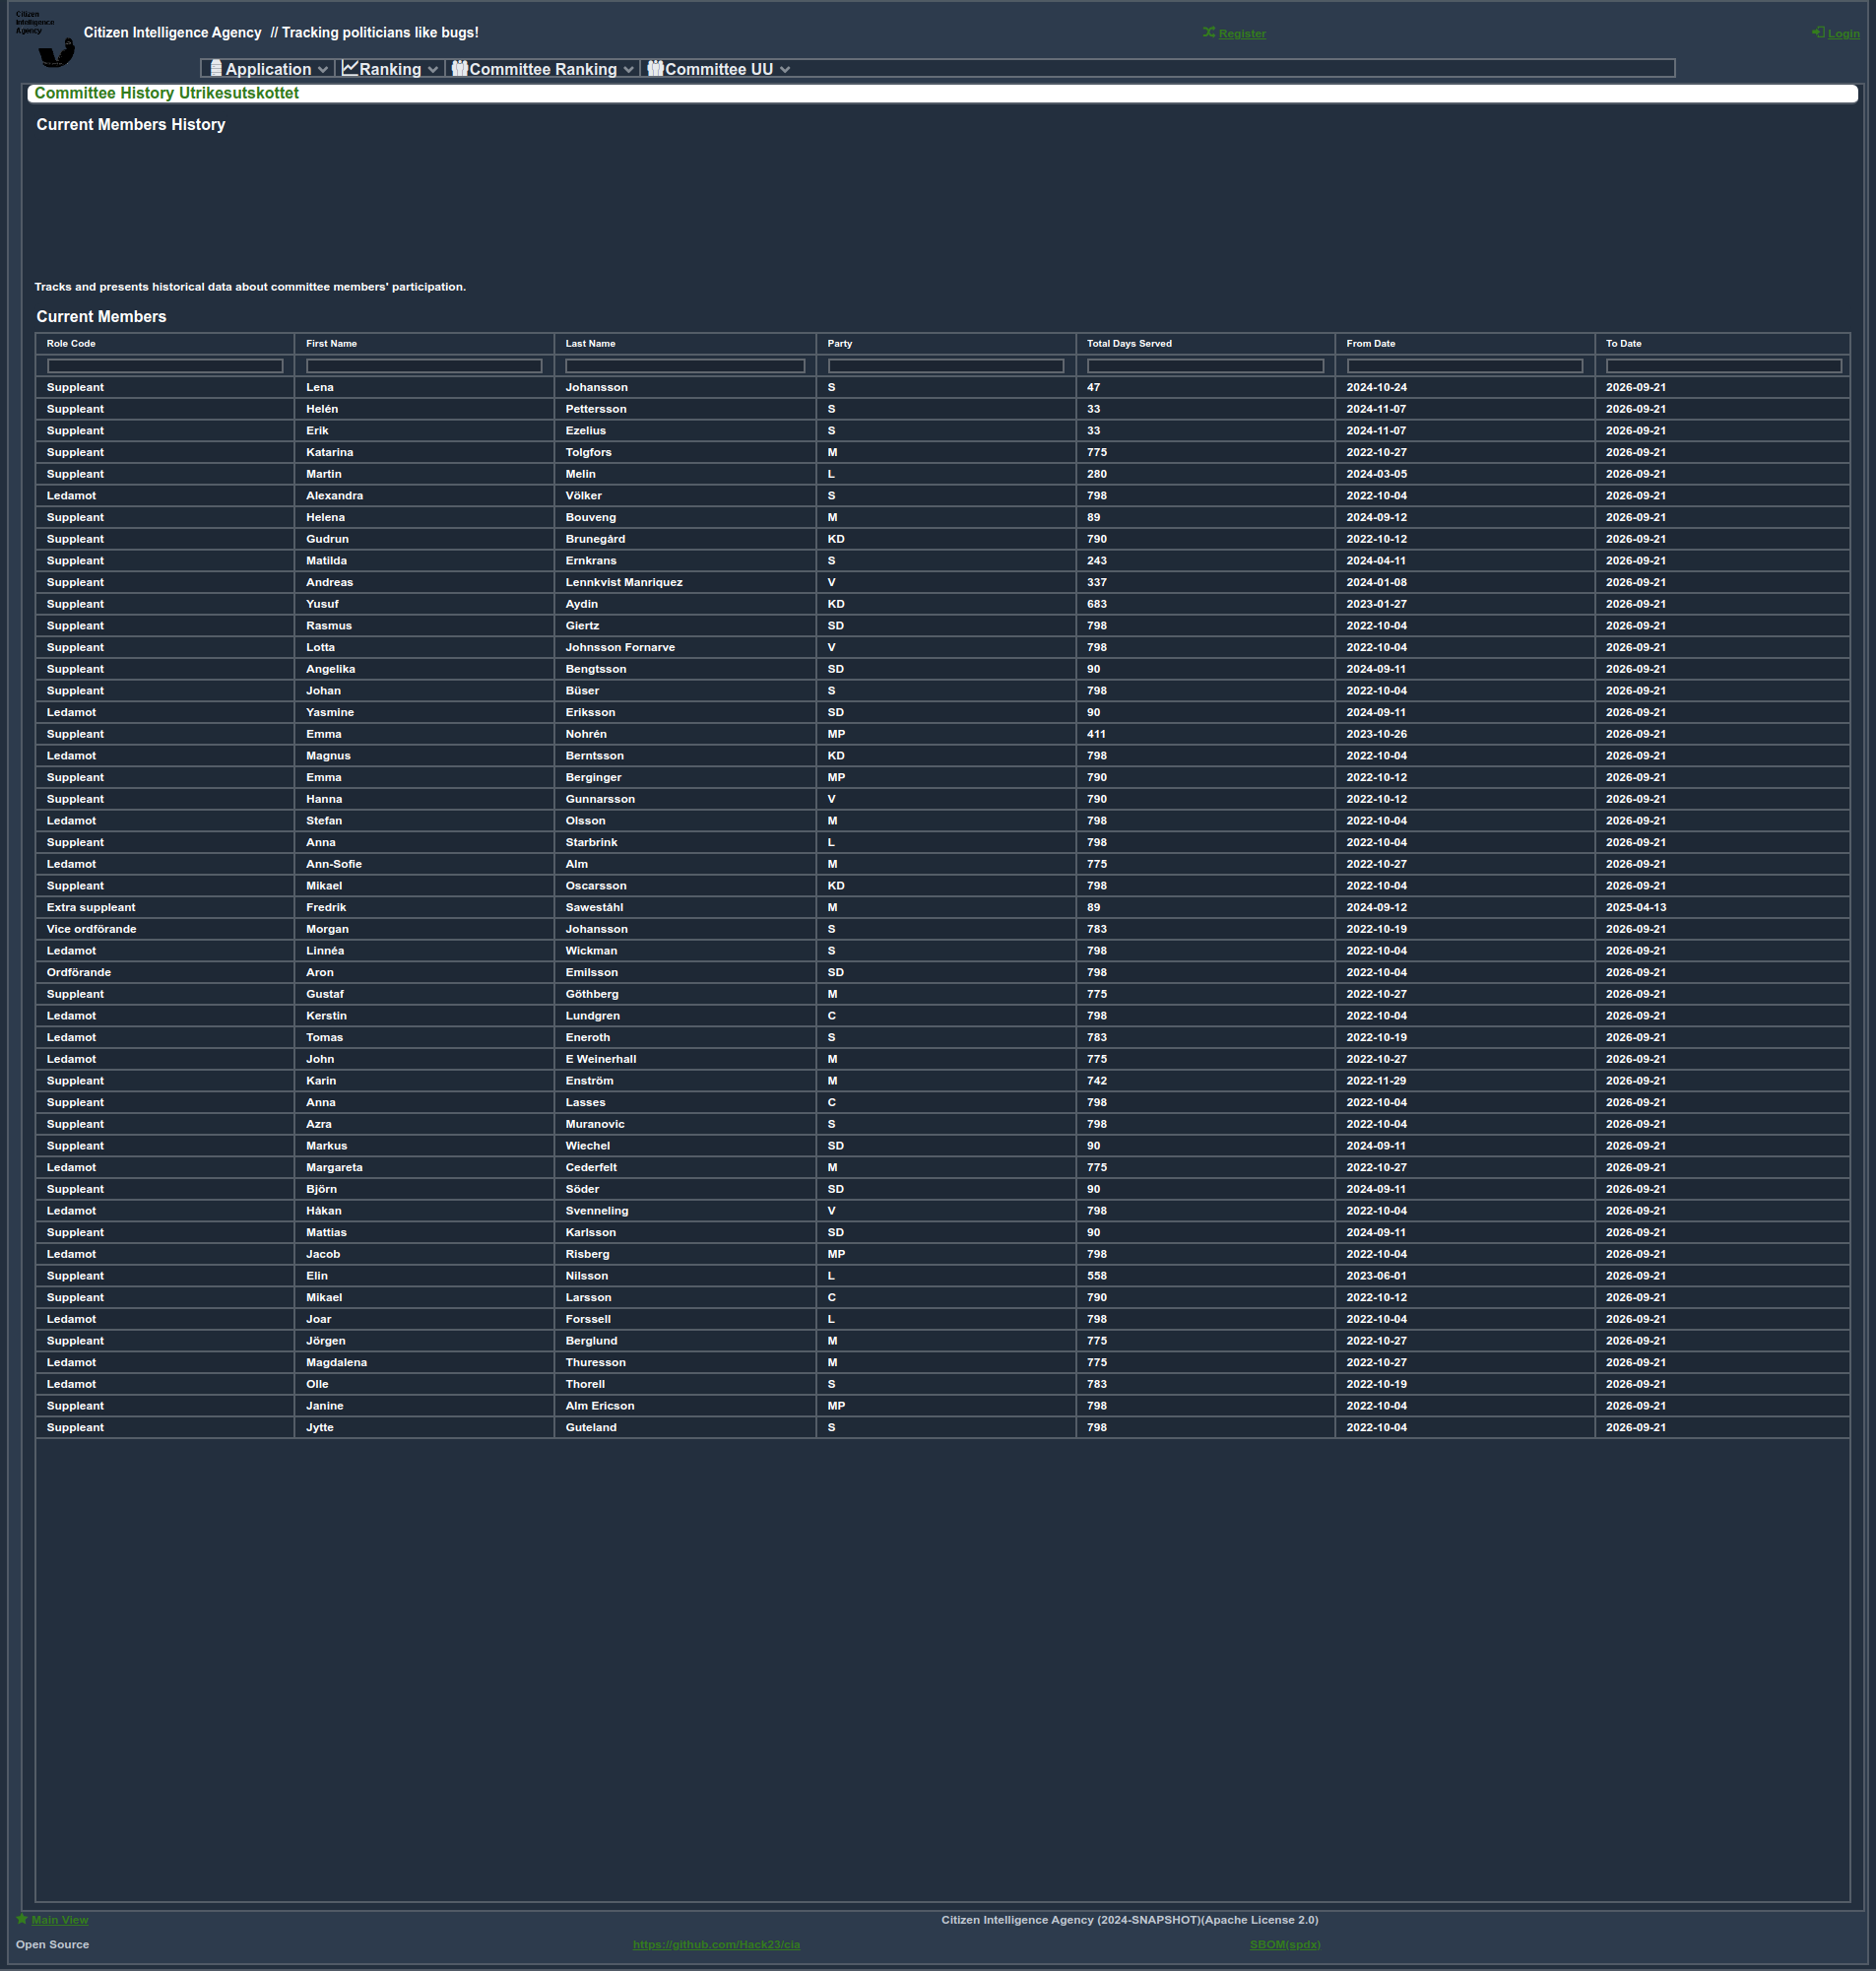 Citizen
Intelligence
Agency
Citizen Intelligence Agency // Tracking politicians like bugs!
Register
Login
Application Ranking Committee Ranking Committee UU
Committee History Utrikesutskottet
Current Members History
Tracks and presents historical data about committee members' participation.
Current Members
Role Code First Name Last Name Party Total Days Served From Date To Date
Suppleant Lena Johansson S 47 2024-10-24 2026-09-21
Suppleant Helén Pettersson S 33 2024-11-07 2026-09-21
Suppleant Erik Ezelius S 33 2024-11-07 2026-09-21
Suppleant Katarina Tolgfors M 775 2022-10-27 2026-09-21
Suppleant Martin Melin L 280 2024-03-05 2026-09-21
Ledamot Alexandra Völker S 798 2022-10-04 2026-09-21
Suppleant Helena Bouveng M 89 2024-09-12 2026-09-21
Suppleant Gudrun Brunegård KD 790 2022-10-12 2026-09-21
Suppleant Matilda Ernkrans S 243 2024-04-11 2026-09-21
Suppleant Andreas Lennkvist Manriquez V 337 2024-01-08 2026-09-21
Suppleant Yusuf Aydin KD 683 2023-01-27 2026-09-21
Suppleant Rasmus Giertz SD 798 2022-10-04 2026-09-21
Suppleant Lotta Johnsson Fornarve V 798 2022-10-04 2026-09-21
Suppleant Angelika Bengtsson SD 90 2024-09-11 2026-09-21
Suppleant Johan Büser S 798 2022-10-04 2026-09-21
Ledamot Yasmine Eriksson SD 90 2024-09-11 2026-09-21
Suppleant Emma Nohrén MP 411 2023-10-26 2026-09-21
Ledamot Magnus Berntsson KD 798 2022-10-04 2026-09-21
Suppleant Emma Berginger MP 790 2022-10-12 2026-09-21
Suppleant Hanna Gunnarsson V 790 2022-10-12 2026-09-21
Ledamot Stefan Olsson M 798 2022-10-04 2026-09-21
Suppleant Anna Starbrink L 798 2022-10-04 2026-09-21
Ledamot Ann-Sofie Alm M 775 2022-10-27 2026-09-21
Suppleant Mikael Oscarsson KD 798 2022-10-04 2026-09-21
Extra suppleant Fredrik Saweståhl M 89 2024-09-12 2025-04-13
Vice ordförande Morgan Johansson S 783 2022-10-19 2026-09-21
Ledamot Linnéa Wickman S 798 2022-10-04 2026-09-21
Ordförande Aron Emilsson SD 798 2022-10-04 2026-09-21
Suppleant Gustaf Göthberg M 775 2022-10-27 2026-09-21
Ledamot Kerstin Lundgren C 798 2022-10-04 2026-09-21
Ledamot Tomas Eneroth S 783 2022-10-19 2026-09-21
Ledamot John E Weinerhall M 775 2022-10-27 2026-09-21
Suppleant Karin Enström M 742 2022-11-29 2026-09-21
Suppleant Anna Lasses C 798 2022-10-04 2026-09-21
Suppleant Azra Muranovic S 798 2022-10-04 2026-09-21
Suppleant Markus Wiechel SD 90 2024-09-11 2026-09-21
Ledamot Margareta Cederfelt M 775 2022-10-27 2026-09-21
Suppleant Björn Söder SD 90 2024-09-11 2026-09-21
Ledamot Håkan Svenneling V 798 2022-10-04 2026-09-21
Suppleant Mattias Karlsson SD 90 2024-09-11 2026-09-21
Ledamot Jacob Risberg MP 798 2022-10-04 2026-09-21
Suppleant Elin Nilsson L 558 2023-06-01 2026-09-21
Suppleant Mikael Larsson C 790 2022-10-12 2026-09-21
Ledamot Joar Forssell L 798 2022-10-04 2026-09-21
Suppleant Jörgen Berglund M 775 2022-10-27 2026-09-21
Ledamot Magdalena Thuresson M 775 2022-10-27 2026-09-21
Ledamot Olle Thorell S 783 2022-10-19 2026-09-21
Suppleant Janine Alm Ericson MP 798 2022-10-04 2026-09-21
Suppleant Jytte Guteland S 798 2022-10-04 2026-09-21
Main View Citizen Intelligence Agency (2024-SNAPSHOT)(Apache License 2.0)
Open Source https://github.com/Hack23/cia SBOM(spdx)